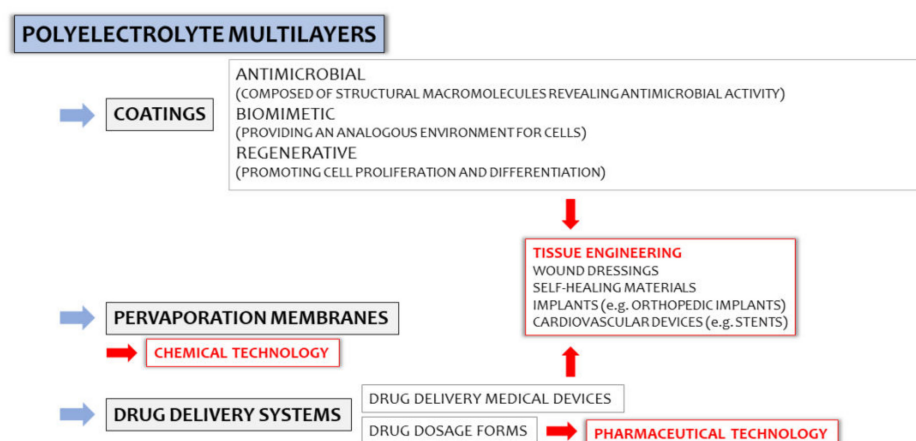 POLYELECTROLYTE MULTILAYERS
COATINGS
ANTIMICROBIAL
(COMPOSED OF STRUCTURAL MACROMOLECULES REVEALING ANTIMICROBIAL ACTIVITY)
BIOMIMETIC
(PROVIDING AN ANALOGOUS ENVIRONMENT FOR CELLS)
REGENERATIVE
(PROMOTING CELL PROLIFERATION AND DIFFERENTIATION)
TISSUE ENGINEERING
WOUND DRESSINGS
SELF-HEALING MATERIALS
IMPLANTS (e.g. ORTHOPEDIC IMPLANTS)
CARDIOVASCULAR DEVICES (e.g. STENTS)
PERVAPORATION MEMBRANES
CHEMICAL TECHNOLOGY
DRUG DELIVERY SYSTEMS
DRUG DELIVERY MEDICAL DEVICES
DRUG DOSAGE FORMS
PHARMACEUTICAL TECHNOLOGY